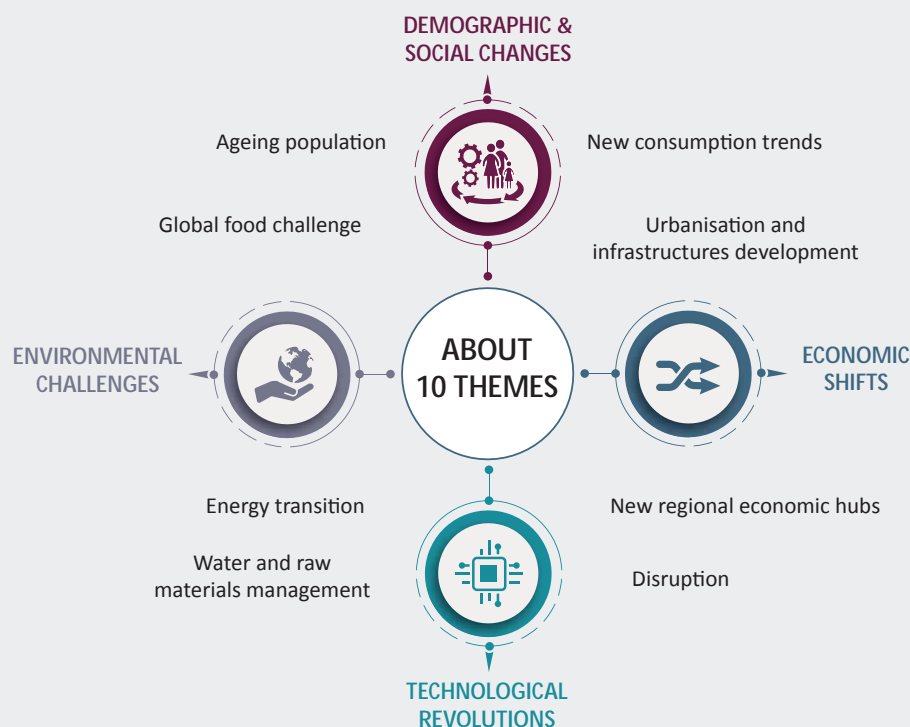 DEMOGRAPHIC &
SOCIAL CHANGES
Ageing population
New consumption trends
Global food challenge
Urbanisation and
infrastructures development
ENVIRONMENTAL
CHALLENGES
ABOUT
10 THEMES
ECONOMIC
SHIFTS
Energy transition
New regional economic hubs
Water and raw
materials management
Disruption
TECHNOLOGICAL
REVOLUTIONS